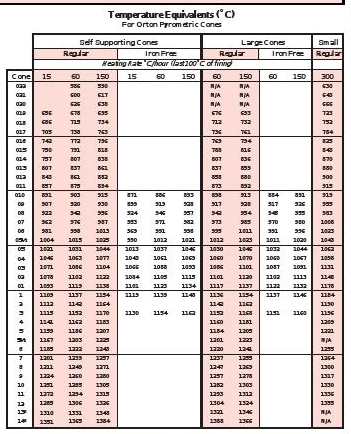 Temperature Equivalents (°C)
For Orton Pyrometric Cones
Self Supporting Cones Large Cones Small
Regular Iron Free Regular Iron Free Regular
Heating Rate °C/hour (last 100°C of firing)
Cone 15 60 150 15 60 150 60 150 60 150 300
022 586 590 N/A N/A 630
021 600 617 N/A N/A 643
020 626 638 N/A N/A 666
019 656 678 695 676 693 723
018 686 715 734 712 732 752
017 705 738 763 736 761 784
016 742 772 796 769 794 825
015 750 791 818 788 816 843
014 757 807 838 807 836 870
013 807 837 861 837 859 880
012 843 861 882 858 880 900
011 857 875 894 873 892 915
010 891 903 915 871 886 893 898 913 884 891 919
09 907 920 930 899 919 928 917 928 917 926 955
08 922 942 956 924 946 957 942 954 945 955 983
07 962 976 987 953 971 982 973 985 970 980 1008
06 981 998 1013 969 991 998 995 1011 991 996 1023
05½ 1004 1015 1025 990 1012 1021 1012 1023 1011 1020 1043
05 1021 1031 1044 1013 1037 1046 1030 1046 1032 1044 1062
04 1046 1063 1077 1043 1061 1069 1060 1070 1060 1067 1098
03 1071 1086 1104 1066 1088 1093 1086 1101 1087 1091 1131
02 1078 1102 1122 1084 1105 1115 1101 1120 1102 1113 1148
01 1093 1119 1138 1101 1123 1134 1117 1137 1122 1132 1178
1 1109 1137 1154 1119 1139 1148 1136 1154 1137 1146 1184
2 1112 1142 1164 1142 1162 1190
3 1115 1152 1170 1130 1154 1162 1152 1168 1151 1160 1196
4 1142 1162 1183 1160 1181 1209
5 1159 1186 1207 1184 1205 1221
5½ 1167 1203 1225 1201 1223 N/A
6 1185 1222 1243 1220 1241 1255
7 1201 1239 1257 1237 1255 1264
8 1211 1249 1271 1247 1269 1300
9 1224 1260 1280 1257 1278 1317
10 1251 1285 1305 1282 1303 1330
11 1272 1294 1315 1293 1312 1336
12 1285 1306 1326 1304 1324 1355
13* 1310 1331 1348 1321 1346 N/A
14* 1351 1365 1384 1388 1366 N/A